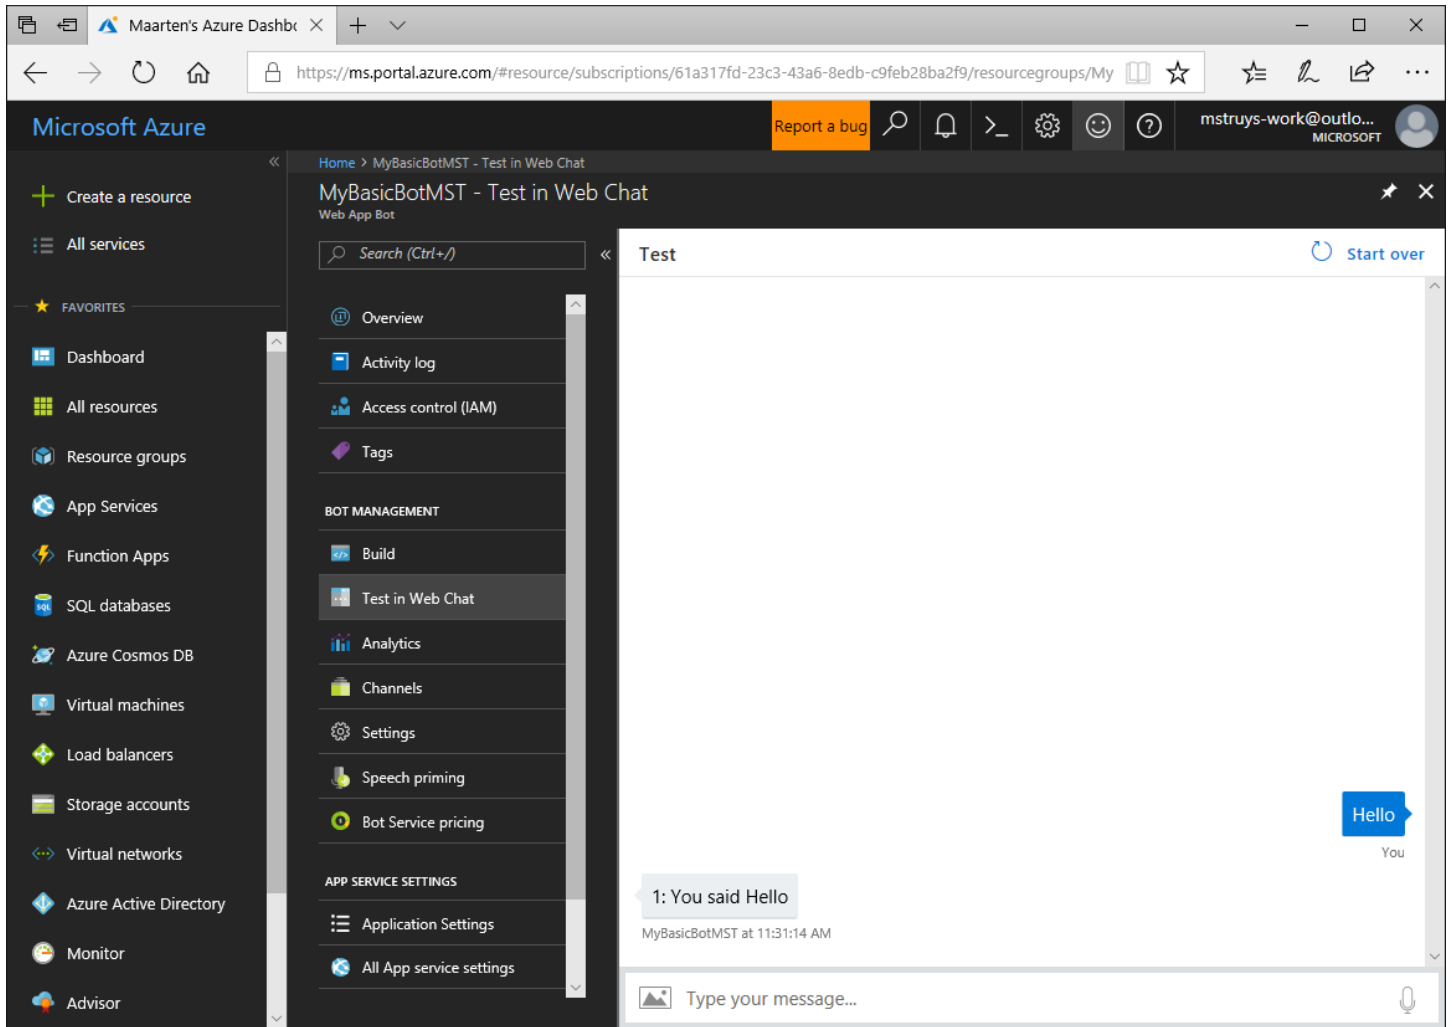 Maarten's Azure Dashbo
https://ms.portal.azure.com/#resource/subscriptions/61a317fd-23c3-43a6-8edb-c9feb28ba2f9/resourcegroups/My
Microsoft Azure
Report a bug
mstruys-work@outlo...
MICROSOFT
Create a resource
All services
FAVORITES
Dashboard
All resources
Resource groups
App Services
Function Apps
SQL
SQL databases
Azure Cosmos DB
Virtual machines
Load balancers
Storage accounts
Virtual networks
Azure Active Directory
Monitor
Advisor
Home > MyBasicBotMST - Test in Web Chat
MyBasicBotMST - Test in Web Chat
Web App Bot
Search (Ctrl+/)
Overview
Activity log
Access control (IAM)
Tags
BOT MANAGEMENT
Build
Test in Web Chat
Analytics
Channels
Settings
Speech priming
Bot Service pricing
APP SERVICE SETTINGS
Application Settings
All App service settings
Test
Start over
Hello
You
1: You said Hello
MyBasicBotMST at 11:31:14 AM
Type your message...